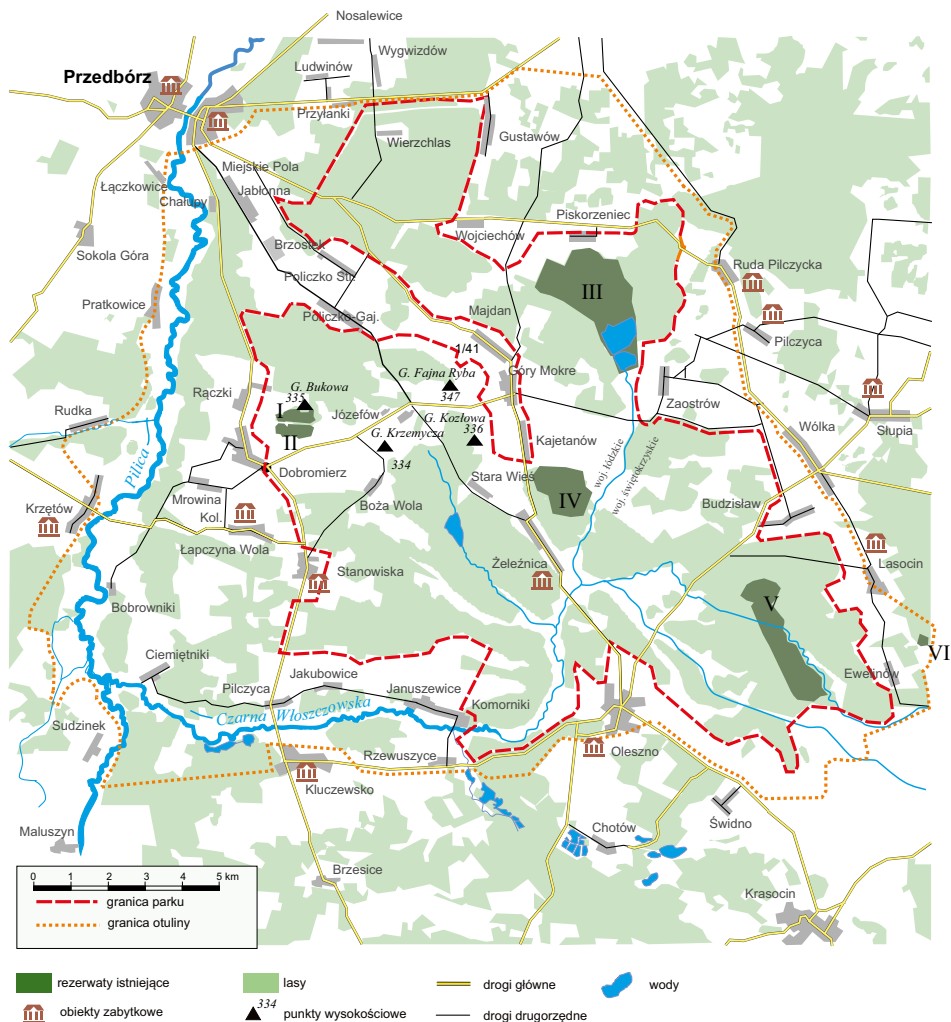 Nosalewice
Wygwizdów
Ludwinów
Przedbórz
Przyłanki
Gustawów
Wierzchlas
Miejskie Pola
Łączkowice
Jabłonna
Chałupy
Piskorzeniec
Wojciechów
Brzostek
Sokola Góra
Ruda Pilczycka
Policzko Str.
III
Pratkowice
Majdan
Policzko-Gaj.
Pilczyca
1/41
G. Fajna Ryba
347
Góry Mokre
G. Bukowa
335
Rączki
I
Zaostrów
Rudka
Józefów
G. Kozłowa
336
Wólka
Słupia
II
G. Krzemycza
334
Kajetanów
woj. łódzkie
woj. świętokrzyskie
Pilica
Dobromierz
Stara Wieś
Mrowina
Kol.
Boża Wola
IV
Budzisław
Krzętów
Łapczyna Wola
Żeleźnica
Lasocin
Stanowiska
Bobrowniki
V
VI
Ciemiętniki
Ewelinów
Jakubowice
Pilczyca
Januszewice
Komorniki
Czarna Włoszczowska
Sudzinek
Oleszno
Rzewuszyce
Kluczewsko
Świdno
Maluszyn
Chotów
Brzesice
Krasocin
0 1 2 3 4 5 km
granica parku
granica otuliny
rezerwaty istniejące
lasy
drogi główne
wody
obiekty zabytkowe
334
punkty wysokościowe
drogi drugorzędne